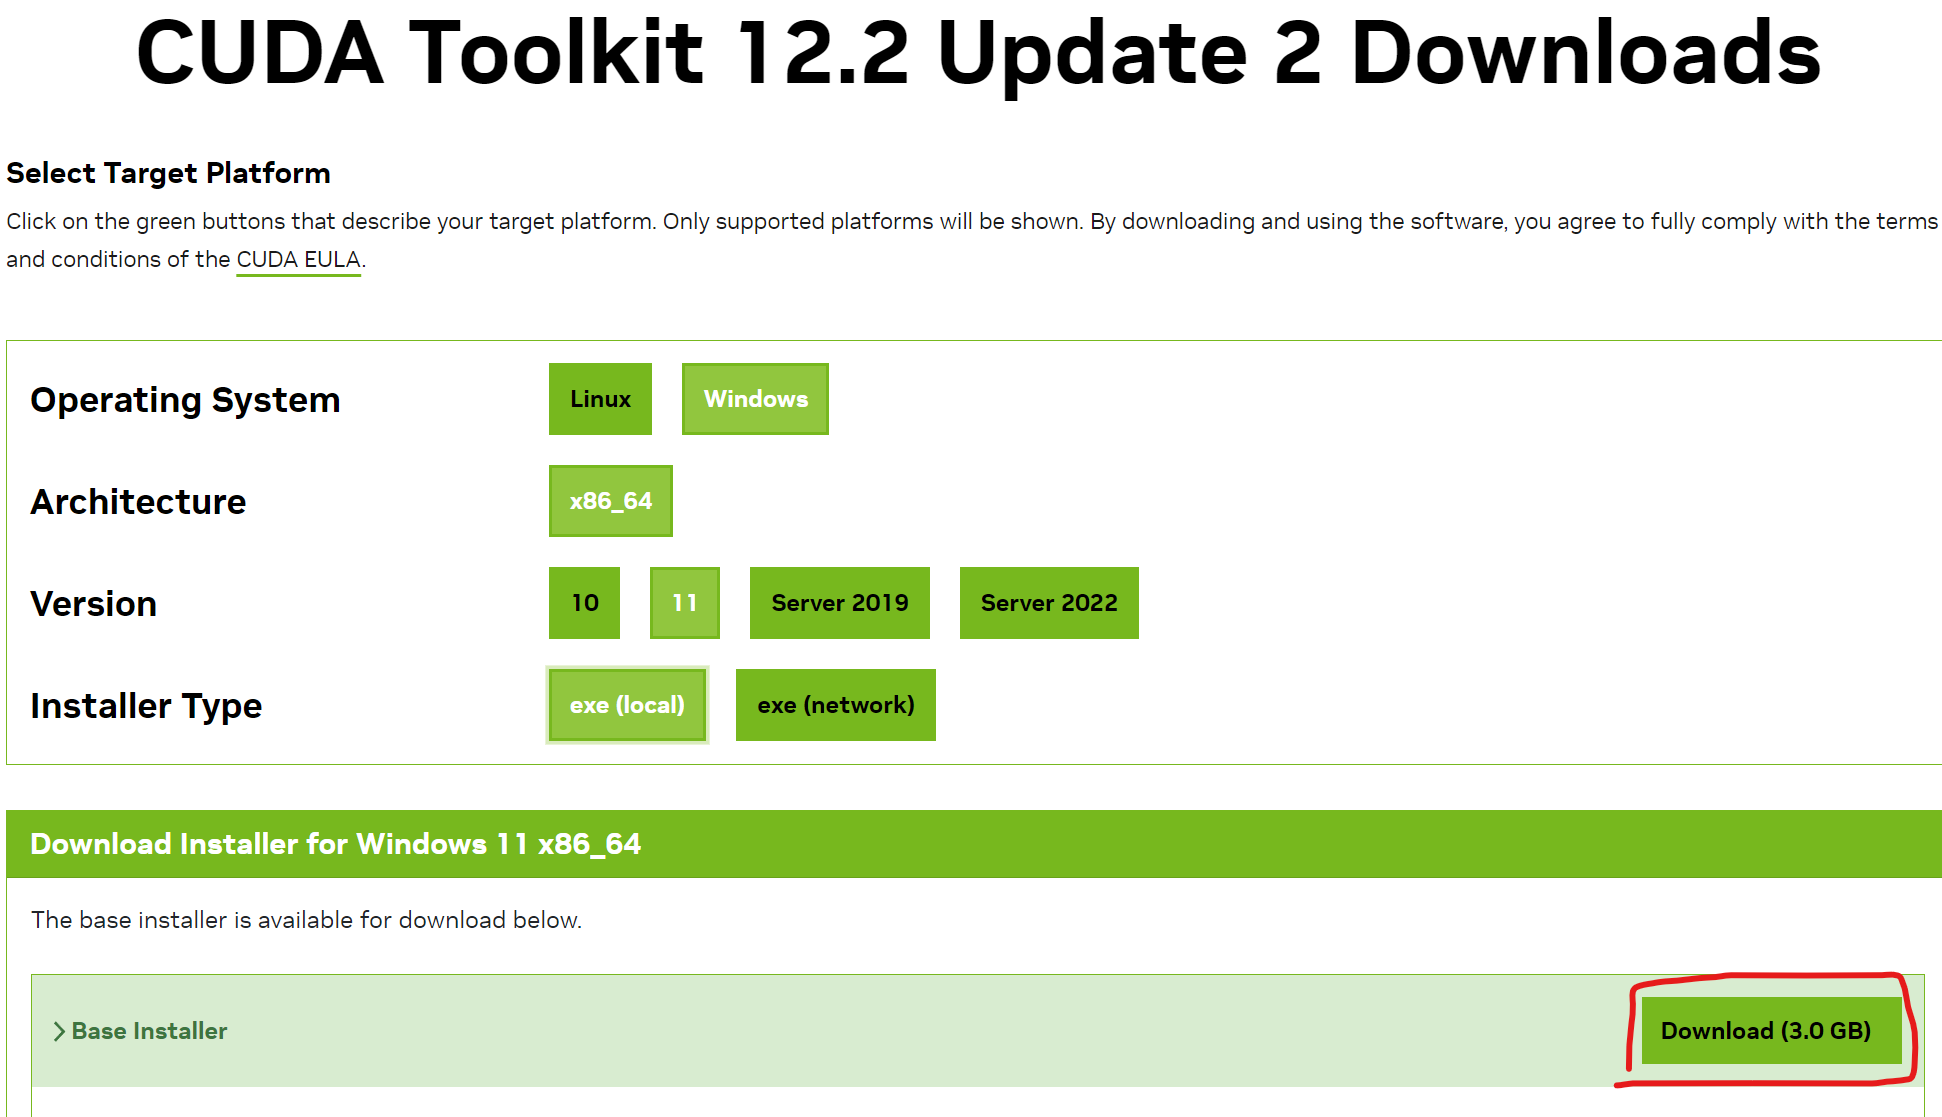 CUDA Toolkit 12.2 Update 2 Downloads
Select Target Platform
Click on the green buttons that describe your target platform. Only supported platforms will be shown. By downloading and using the software, you agree to fully comply with the terms
and conditions of the CUDA EULA.
Operating System Linux Windows
Architecture x86_64
Version 10 11 Server 2019 Server 2022
Installer Type exe (local) exe (network)
Download Installer for Windows 11 x86_64
The base installer is available for download below.
Base Installer Download (3.0 GB)